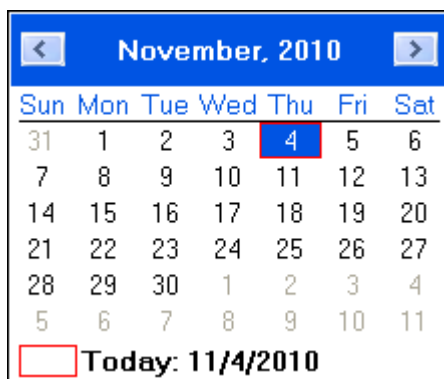 November, 2010
Sun Mon Tue Wed Thu Fri Sat
31 1 2 3 4 5 6
7 8 9 10 11 12 13
14 15 16 17 18 19 20
21 22 23 24 25 26 27
28 29 30 1 2 3 4
5 6 7 8 9 10 11
Today: 11/4/2010